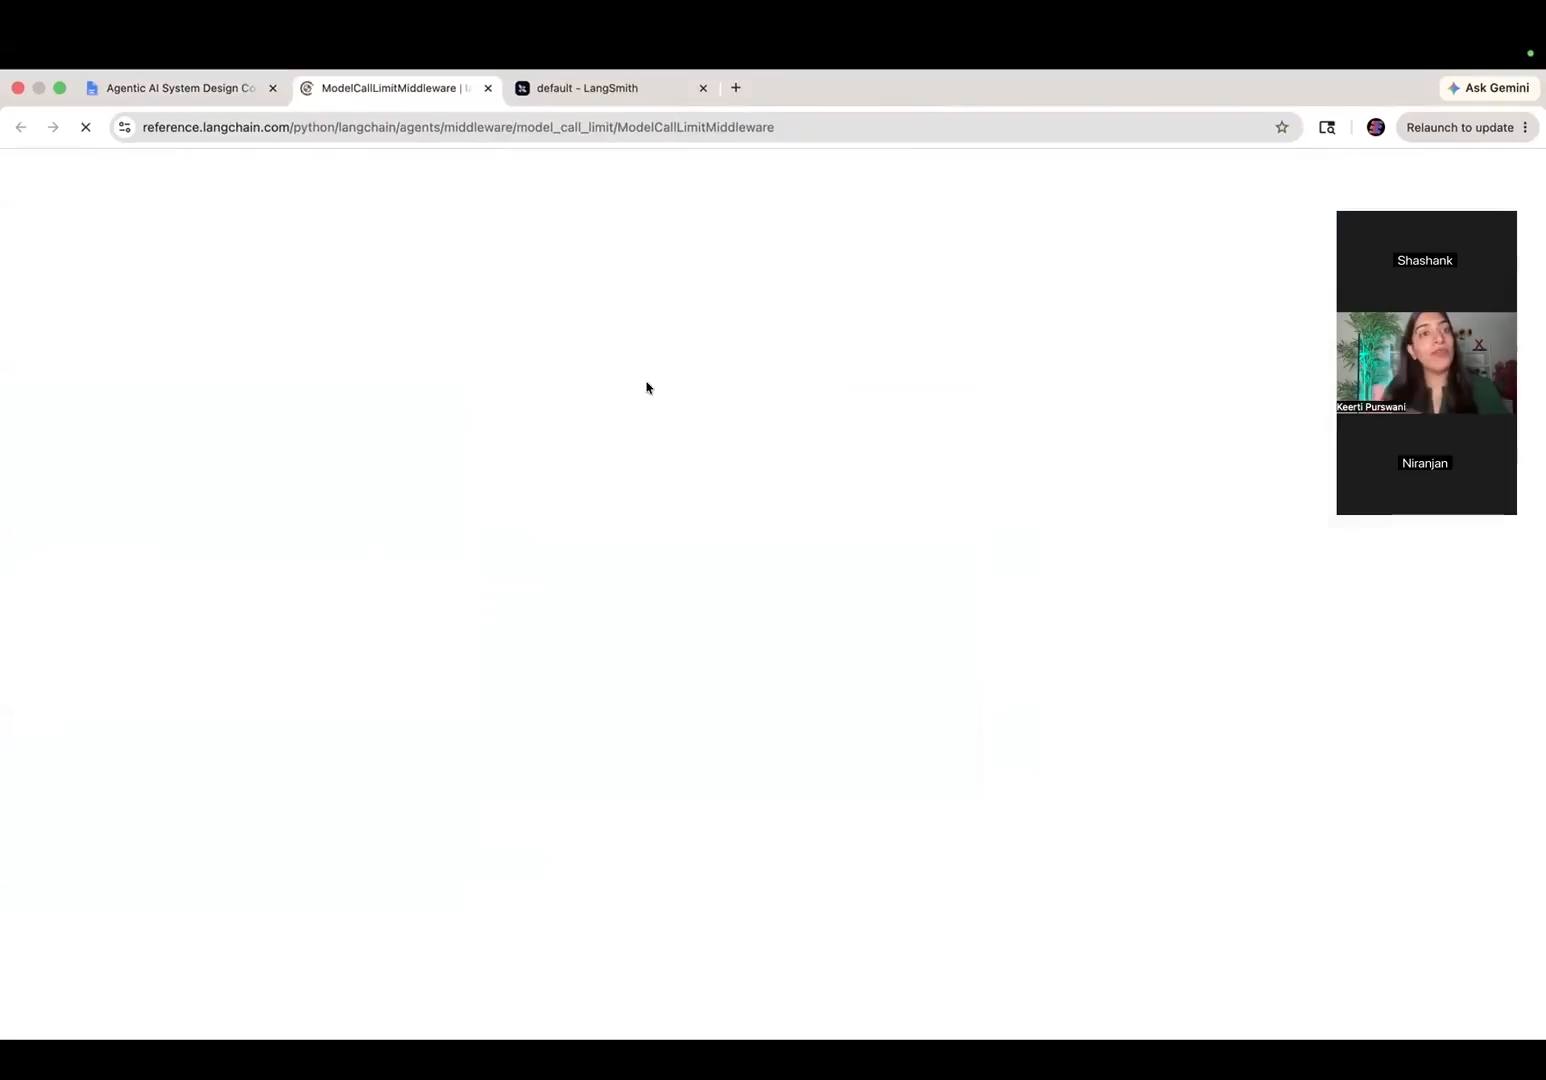 Agentic AI System Design Co
ModelCallLimitMiddleware | la
default - LangSmith
Ask Gemini
reference.langchain.com/python/langchain/agents/middleware/model_call_limit/ModelCallLimitMiddleware
Relaunch to update
Shashank
Keerti Purswani
Niranjan